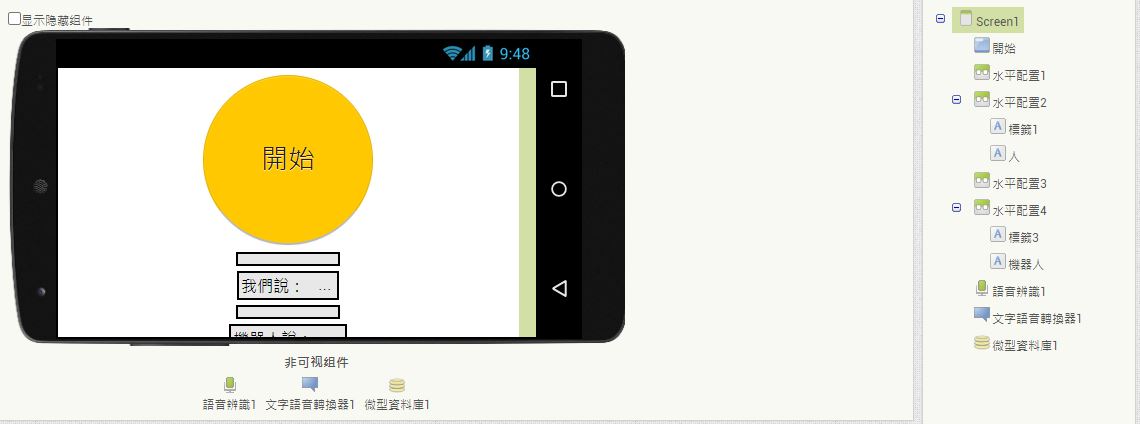 显示隐藏组件
9:48
開始
我們說： ...
機器人說：
非可视组件
語音辨識1 文字語音轉換器1 微型資料庫1
Screen1
開始
水平配置1
水平配置2
標籤1
人
水平配置3
水平配置4
標籤3
機器人
語音辨識1
文字語音轉換器1
微型資料庫1